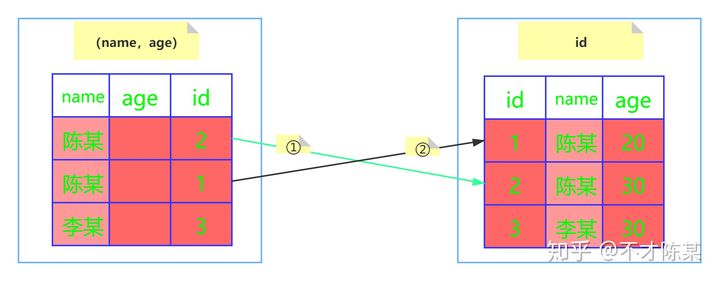 (name, age)
name age id
陈某 2
陈某 1
李某 3
①
②
id
id name age
1 陈某 20
2 陈某 30
3 李某 30
知乎 @不才陈某